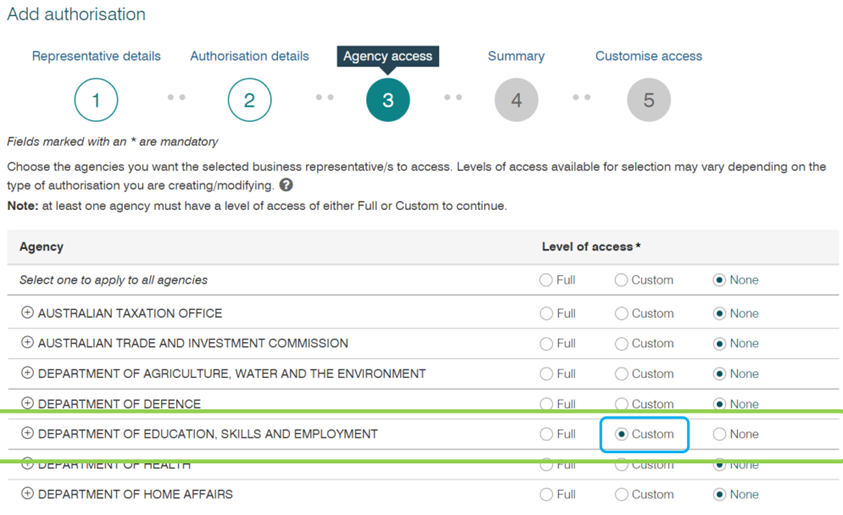 Add authorisation
Representative details Authorisation details Agency access Summary Customise access
1 2 3 4 5
Fields marked with an * are mandatory
Choose the agencies you want the selected business representative/s to access. Levels of access available for selection may vary depending on the
type of authorisation you are creating/modifying. ?
Note: at least one agency must have a level of access of either Full or Custom to continue.
Agency Level of access *
Select one to apply to all agencies Full Custom None
AUSTRALIAN TAXATION OFFICE Full Custom None
AUSTRALIAN TRADE AND INVESTMENT COMMISSION Full Custom None
DEPARTMENT OF AGRICULTURE, WATER AND THE ENVIRONMENT Full Custom None
DEPARTMENT OF DEFENCE Full Custom None
DEPARTMENT OF EDUCATION, SKILLS AND EMPLOYMENT Full Custom None
DEPARTMENT OF HEALTH Full Custom None
DEPARTMENT OF HOME AFFAIRS Full Custom None